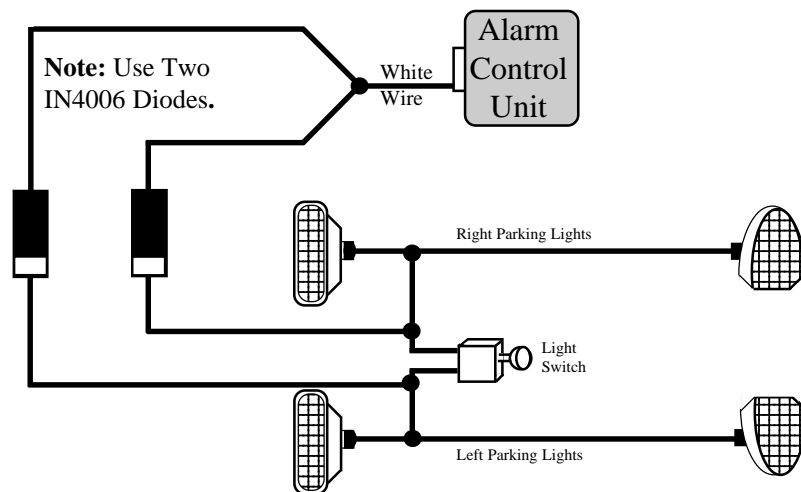 Alarm
Control
Unit
Note: Use Two
IN4006 Diodes.
White
Wire
Right Parking Lights
Light
Switch
Left Parking Lights